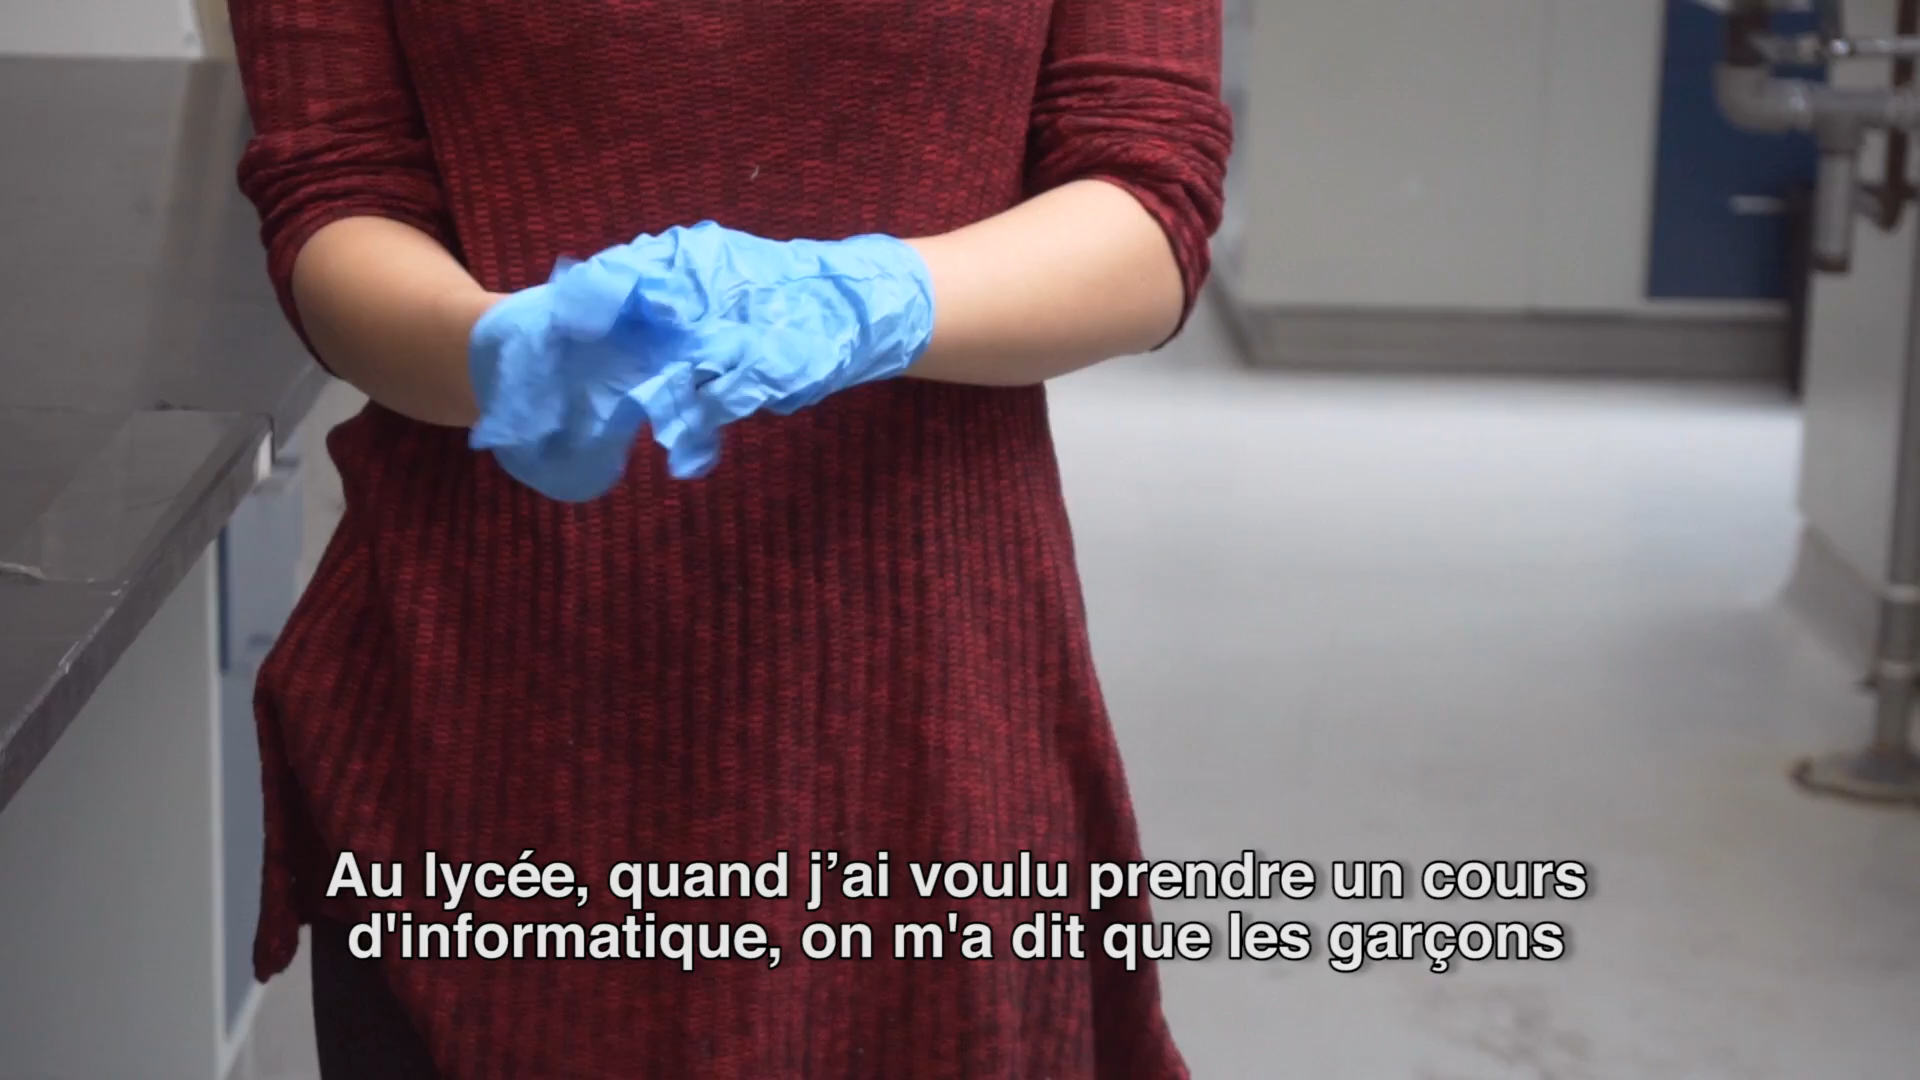 Au lycée, quand j’ai voulu prendre un cours
d'informatique, on m'a dit que les garçons